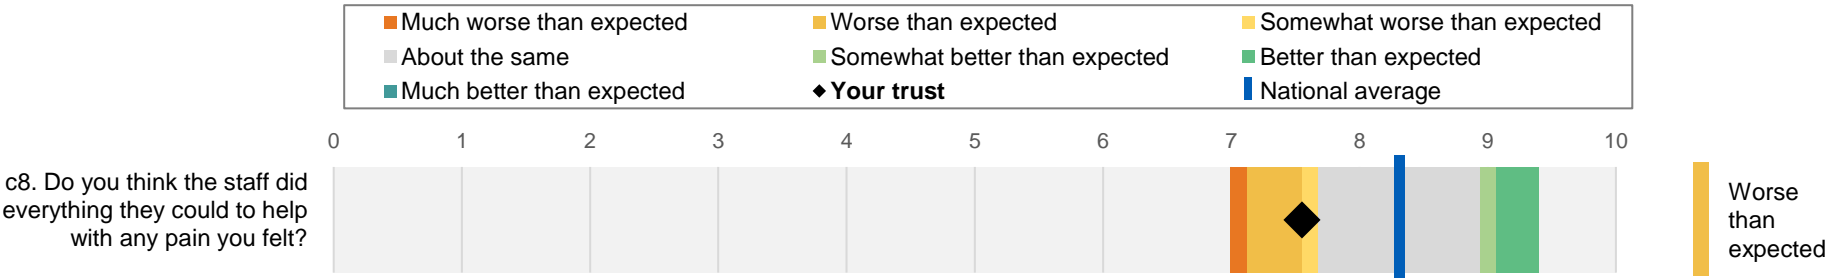 Much worse than expected Worse than expected Somewhat worse than expected
About the same Somewhat better than expected Better than expected
Much better than expected Your trust National average
0 1 2 3 4 5 6 7 8 9 10
c8. Do you think the staff did
everything they could to help
with any pain you felt?
Worse
than
expected